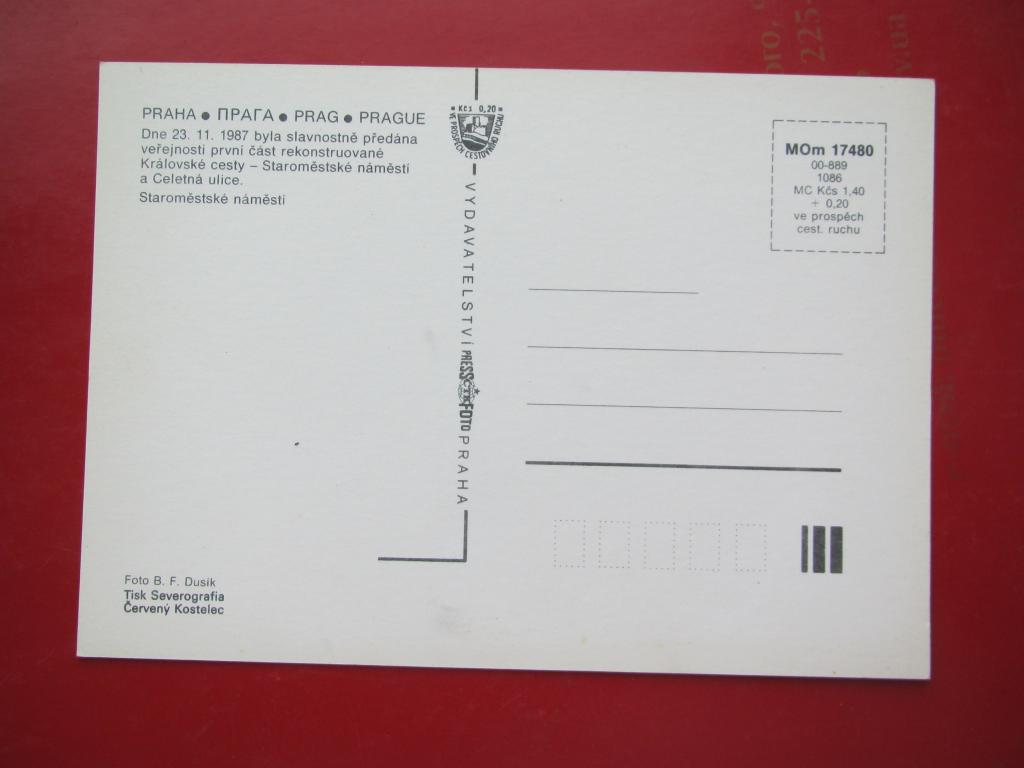 PRAHA ● ПРАГА ● PRAG ● PRAGUE
Dne 23. 11. 1987 byla slavnostně předána
veřejnosti první část rekonstruované
Královské cesty – Staroměstské náměstí
a Celetná ulice.
Staroměstské náměstí
Kčs 0,20
VE PROSPĚCH CESTOVNÍHO RUCHU
VYDAVATELSTVÍ PRESSFOTO PRAHA
ČTK
MOm 17480
00-889
1086
MC Kčs 1,40
+ 0,20
ve prospěch
cest. ruchu
Foto B. F. Dusík
Tisk Severografia
Červený Kostelec
225-